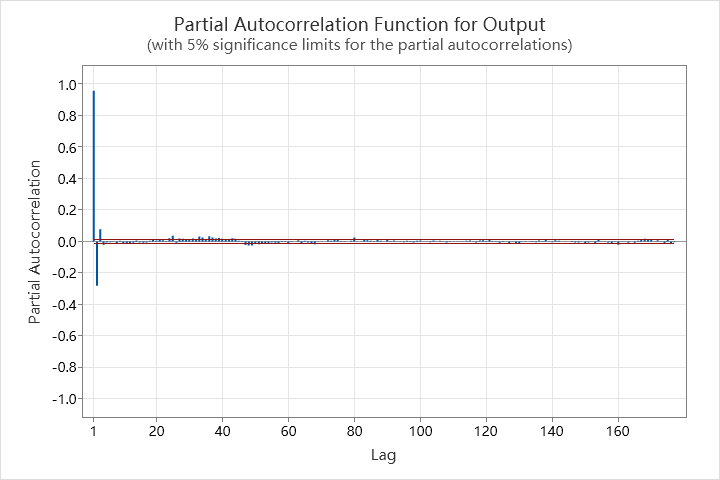 Partial Autocorrelation Function for Output
(with 5% significance limits for the partial autocorrelations)
Partial Autocorrelation
1.0
0.8
0.6
0.4
0.2
0.0
-0.2
-0.4
-0.6
-0.8
-1.0
1 20 40 60 80 100 120 140 160
Lag